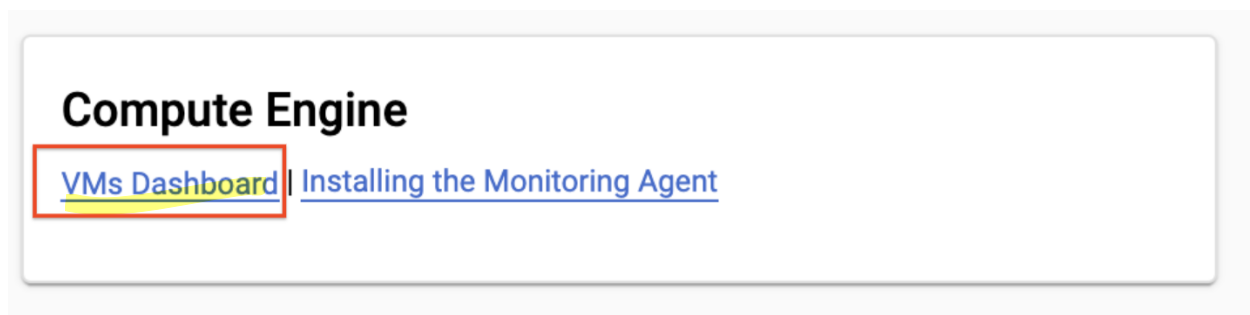 Compute Engine
VMs Dashboard | Installing the Monitoring Agent